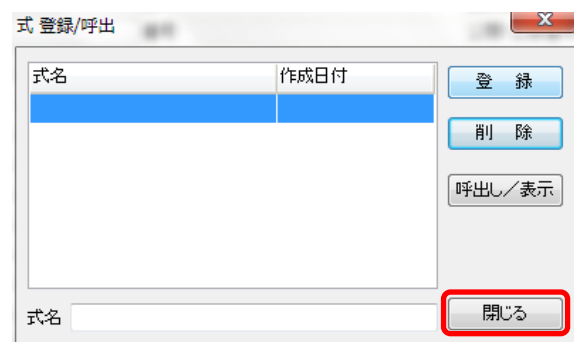 式 登録/呼出
式名 作成日付
登 録
削 除
呼出し／表示
式名
閉じる